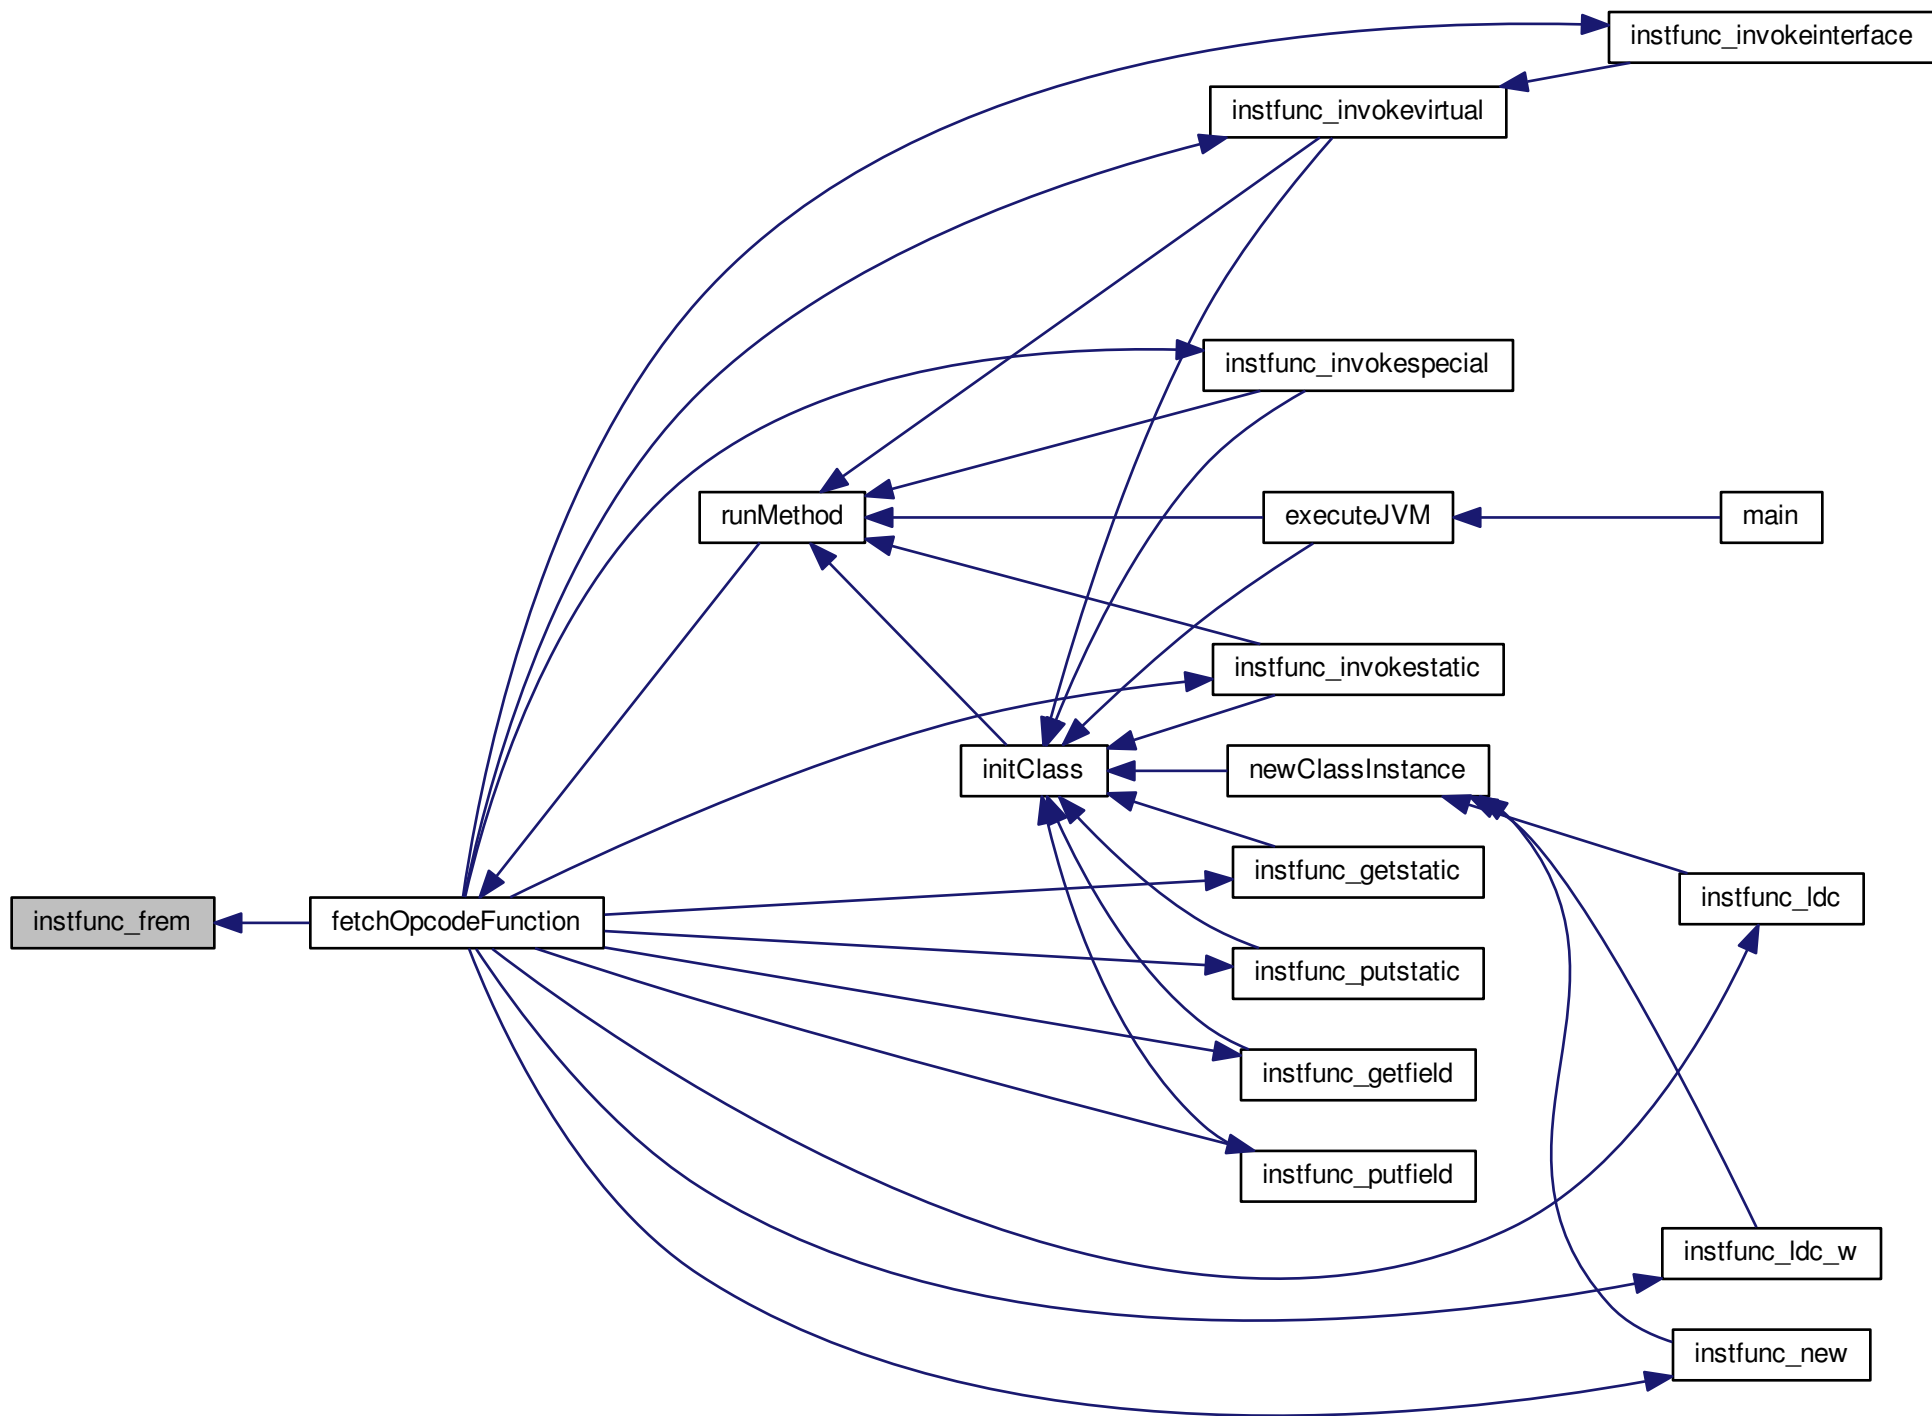 instfunc_invokeinterface
instfunc_invokevirtual
instfunc_invokespecial
runMethod
executeJVM
main
instfunc_invokestatic
initClass
newClassInstance
instfunc_getstatic
instfunc_ldc
instfunc_frem
fetchOpcodeFunction
instfunc_putstatic
instfunc_getfield
instfunc_putfield
instfunc_ldc_w
instfunc_new